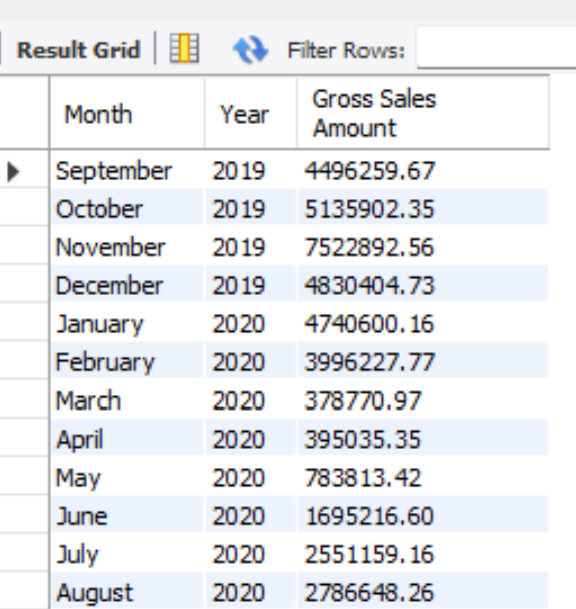 Result Grid Filter Rows:
Month Year Gross Sales Amount
September 2019 4496259.67
October 2019 5135902.35
November 2019 7522892.56
December 2019 4830404.73
January 2020 4740600.16
February 2020 3996227.77
March 2020 378770.97
April 2020 395035.35
May 2020 783813.42
June 2020 1695216.60
July 2020 2551159.16
August 2020 2786648.26